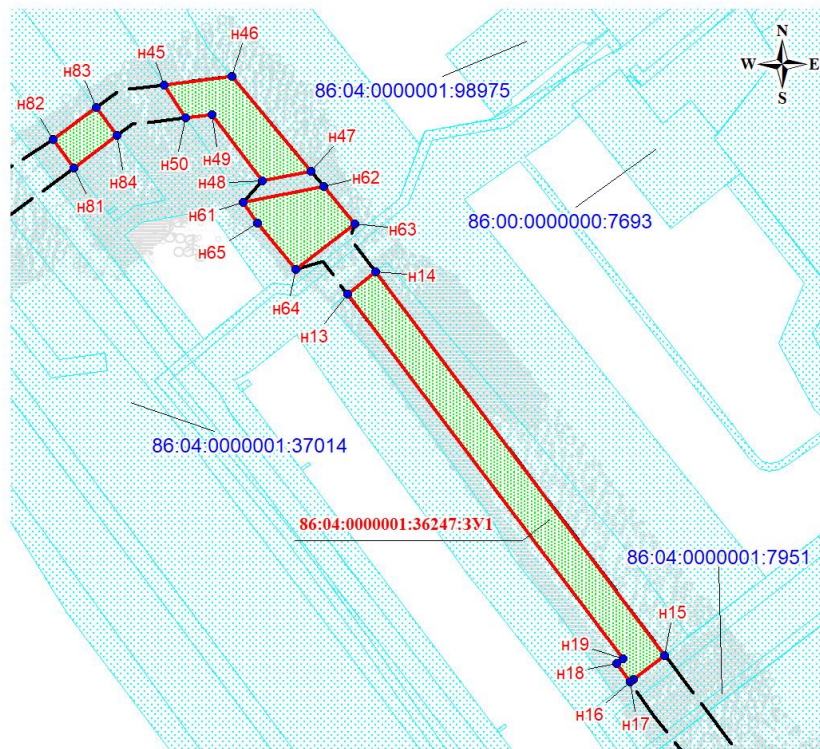 н46
N
н45
W
E
S
н83
86:04:0000001:98975
н82
н50
н49
н47
н84
н48
н62
н81
н61
86:00:0000000:7693
н63
н65
н14
н64
н13
86:04:0000001:37014
86:04:0000001:36247:ЗУ1
86:04:0000001:7951
н15
н19
н18
н16
н17